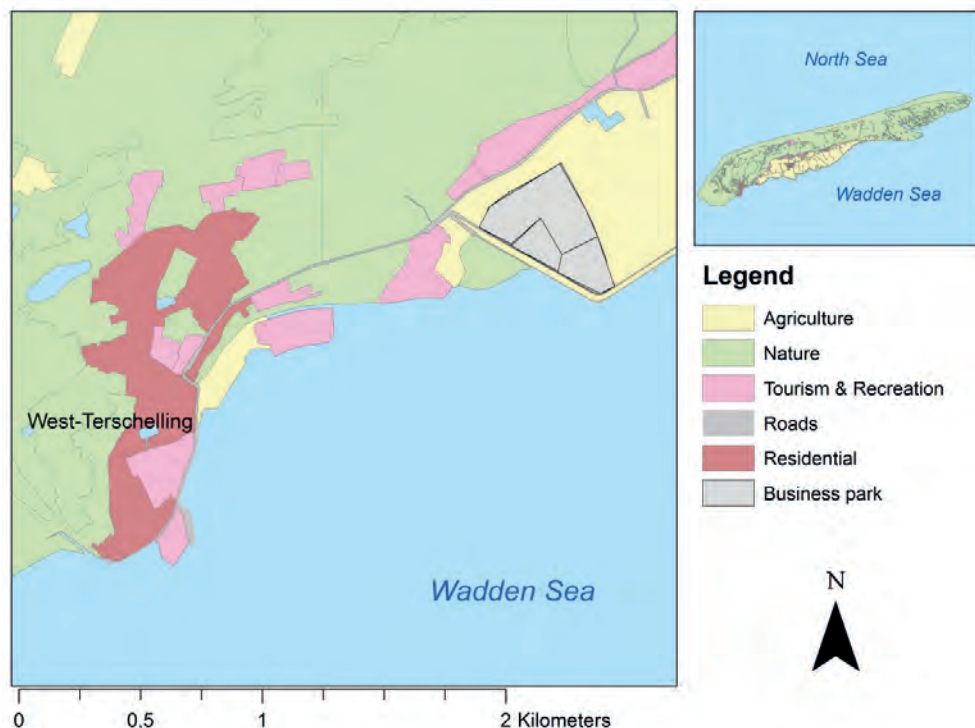 West-Terschelling
Wadden Sea
North Sea
Wadden Sea
Legend
Agriculture
Nature
Tourism & Recreation
Roads
Residential
Business park
N
0 0,5 1 2 Kilometers